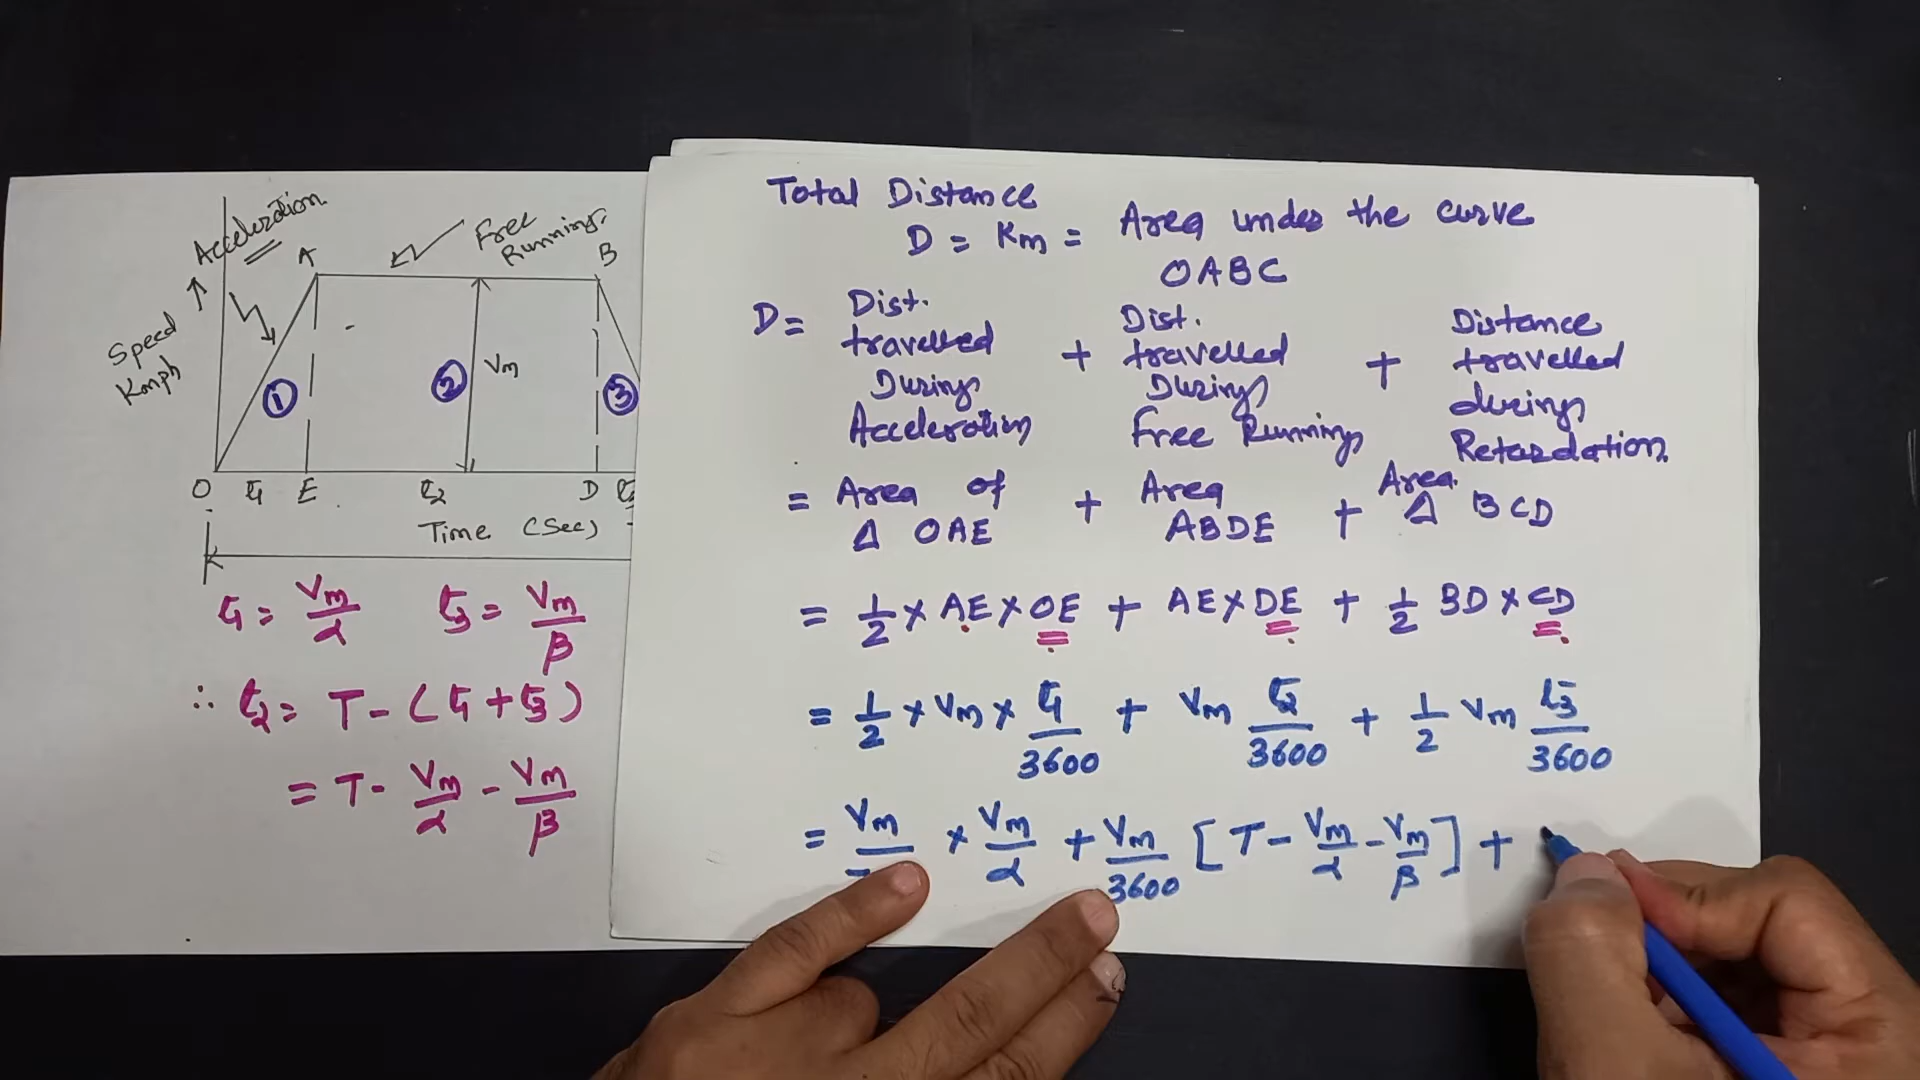 Acceleration
Free
Running.
A
B
Speed
Kmph
①
②
Vm
③
O t1 E t2 D
Time (Sec)
t1 = Vm/α t3 = Vm/β
∴ t2 = T - (t1 + t3)
= T - Vm/α - Vm/β
Total Distance
D = Km = Area under the curve
OABC
D = Dist. travelled During Acceleration + Dist. travelled During Free Running + Distance travelled during Retardation.
= Area of Δ OAE + Area ABDE + Area. Δ BCD
= 1/2 × AE × OE + AE × DE + 1/2 BD × CD
= 1/2 × Vm × t1/3600 + Vm t2/3600 + 1/2 Vm t3/3600
= Vm × Vm/α + Vm/3600 [T - Vm/α - Vm/β] +